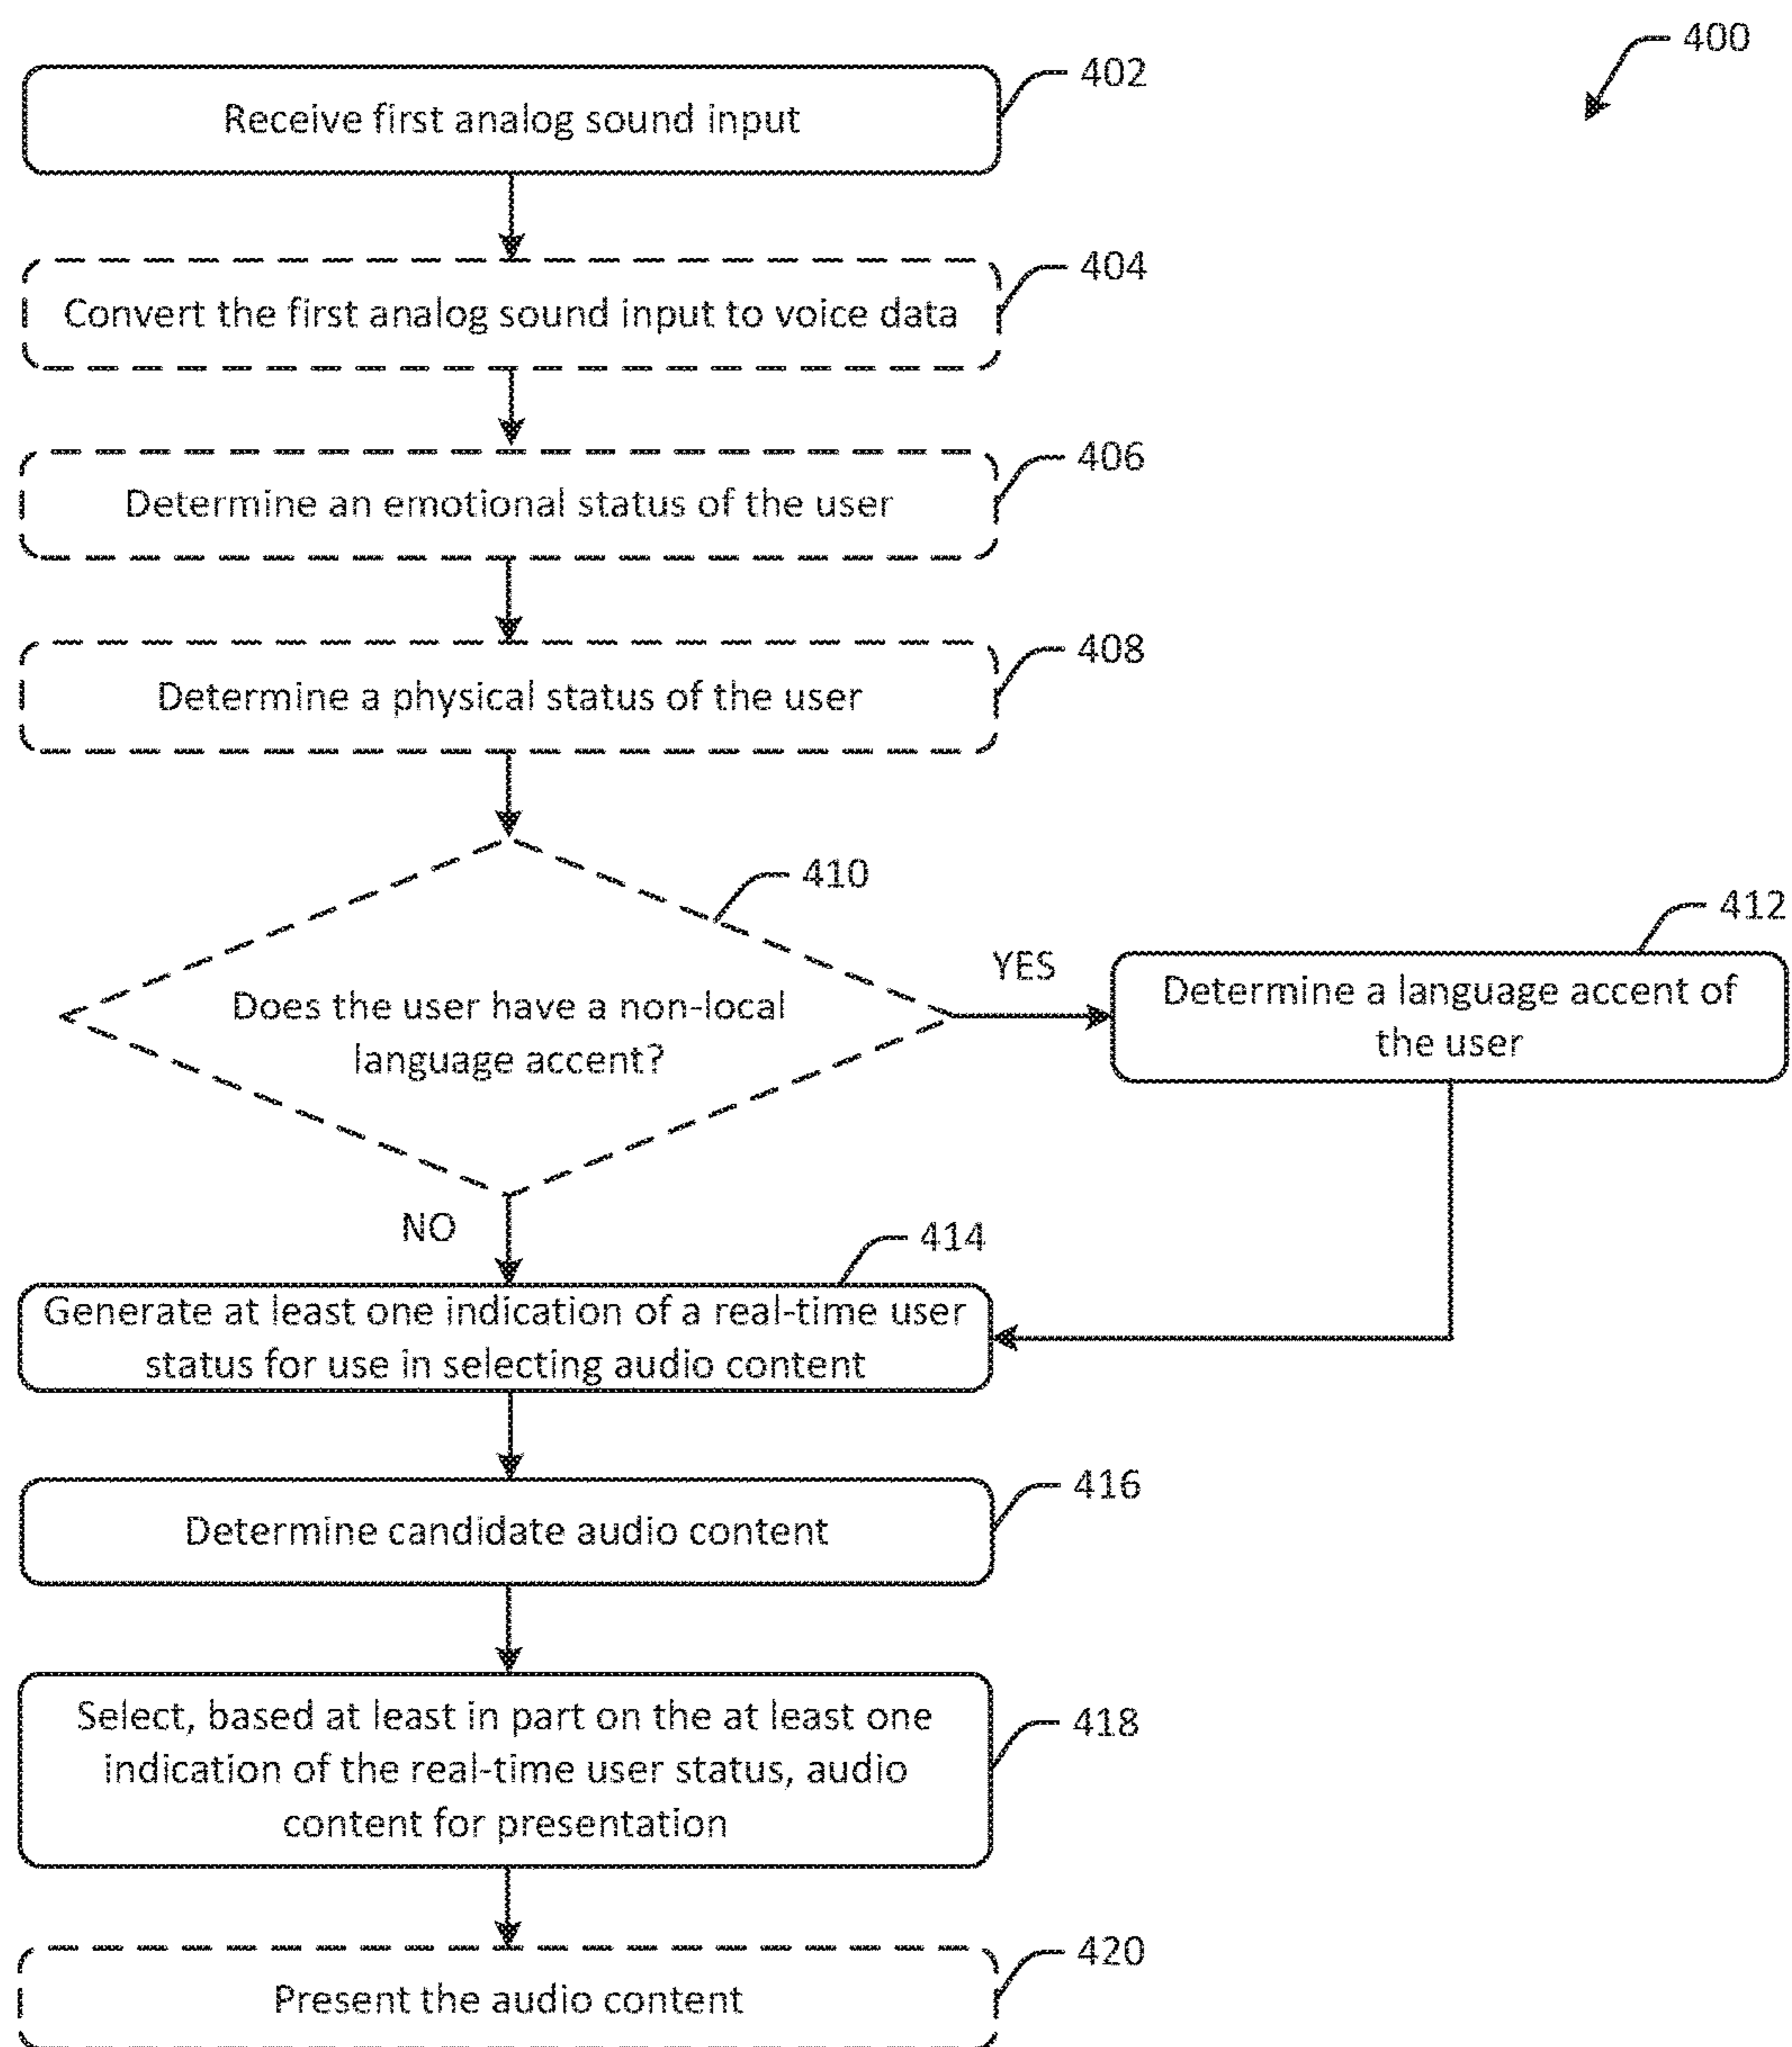 400
402
Receive first analog sound input
404
Convert the first analog sound input to voice data
406
Determine an emotional status of the user
408
Determine a physical status of the user
410
Does the user have a non-local
language accent?
YES
412
Determine a language accent of
the user
NO
414
Generate at least one indication of a real-time user
status for use in selecting audio content
416
Determine candidate audio content
418
Select, based at least in part on the at least one
indication of the real-time user status, audio
content for presentation
420
Present the audio content